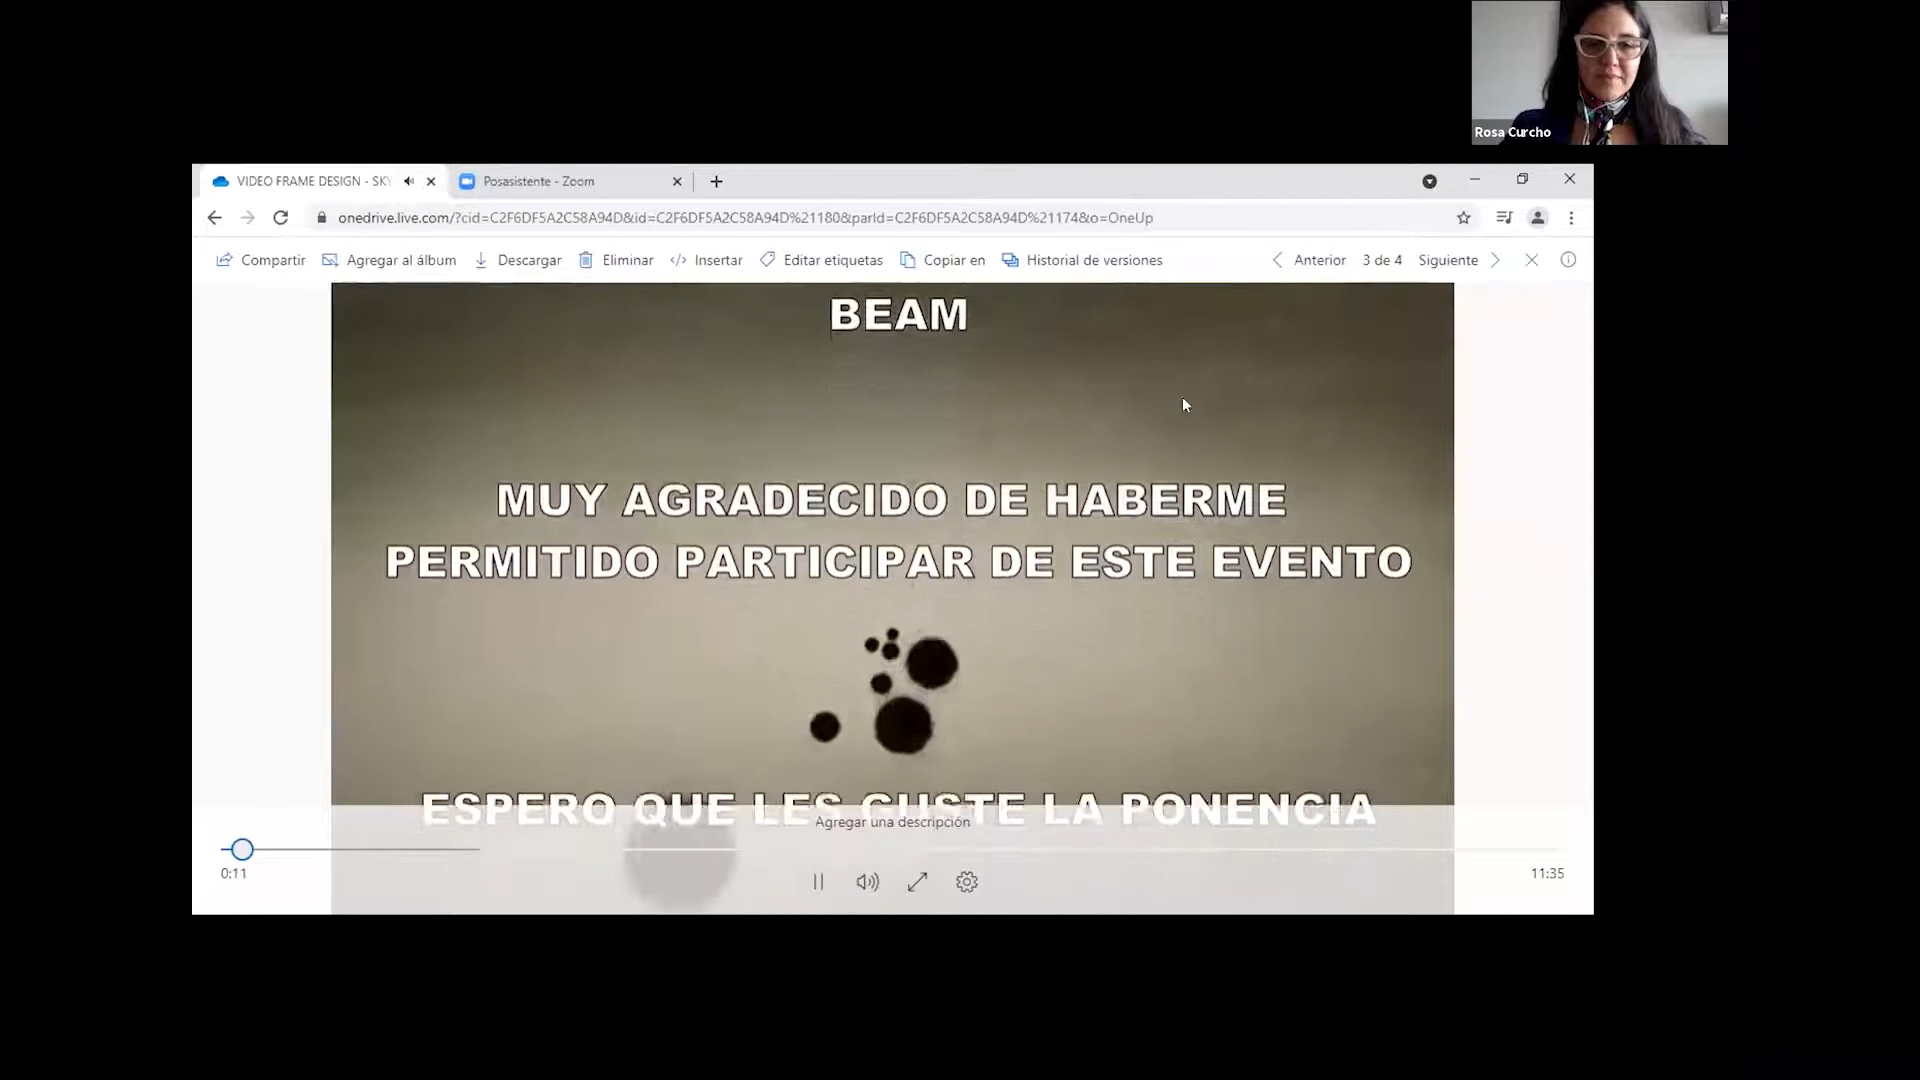 Rosa Curcho
VIDEO FRAME DESIGN - SKY
Posasistente - Zoom
onedrive.live.com/?cid=C2F6DF5A2C58A94D&id=C2F6DF5A2C58A94D%21180&parId=C2F6DF5A2C58A94D%21174&o=OneUp
Compartir Agregar al álbum Descargar Eliminar Insertar Editar etiquetas Copiar en Historial de versiones Anterior 3 de 4 Siguiente
BEAM
MUY AGRADECIDO DE HABERME
PERMITIDO PARTICIPAR DE ESTE EVENTO
ESPERO QUE LES GUSTE LA PONENCIA
Agregar una descripción
0:11
11:35